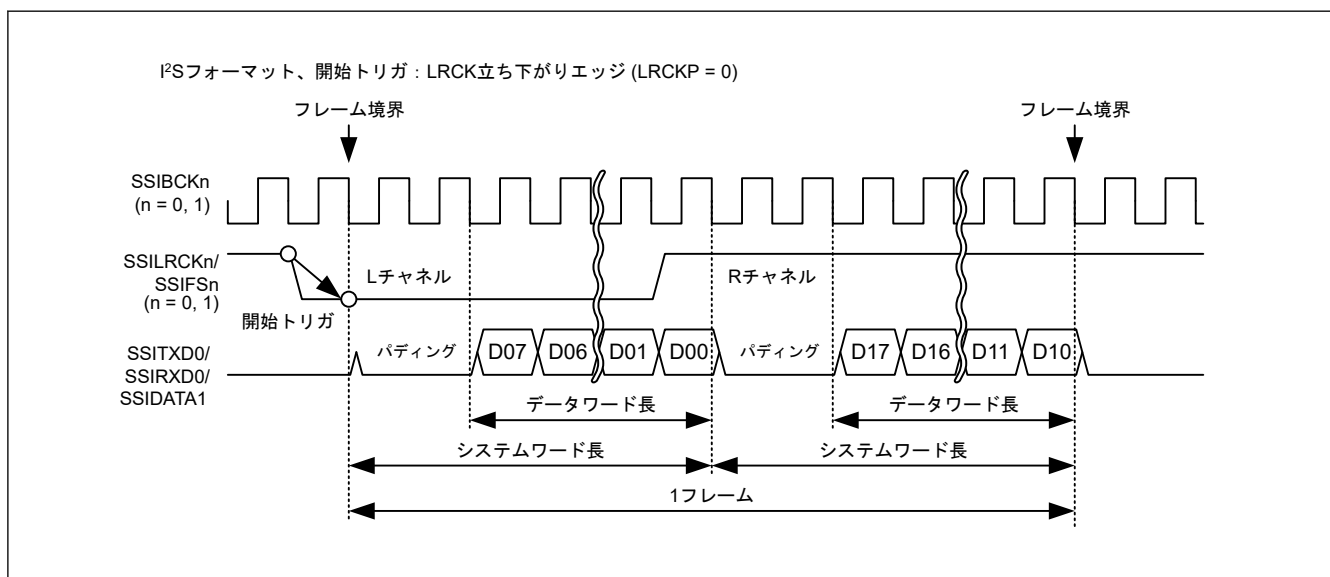 I²Sフォーマット、開始トリガ：LRCK立ち下がりエッジ (LRCKP = 0)
フレーム境界 フレーム境界
SSIBCKn
(n = 0, 1)
SSILRCKn/
SSIFSn
(n = 0, 1)
Lチャネル Rチャネル
開始トリガ
SSITXD0/
SSIRXD0/
SSIDATA1
パディング D07 D06 D01 D00 パディング D17 D16 D11 D10
データワード長 データワード長
システムワード長 システムワード長
1フレーム